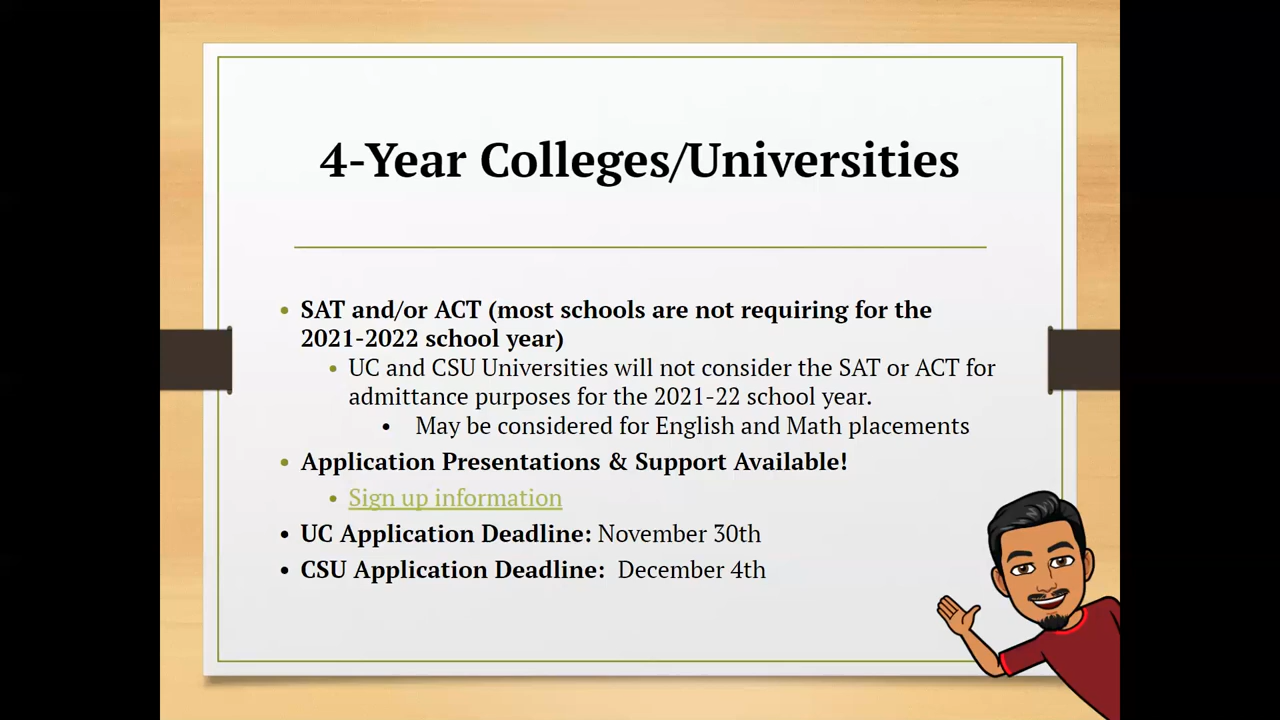 4-Year Colleges/Universities
• SAT and/or ACT (most schools are not requiring for the
2021-2022 school year)
• UC and CSU Universities will not consider the SAT or ACT for
admittance purposes for the 2021-22 school year.
• May be considered for English and Math placements
• Application Presentations & Support Available!
• Sign up information
• UC Application Deadline: November 30th
• CSU Application Deadline: December 4th